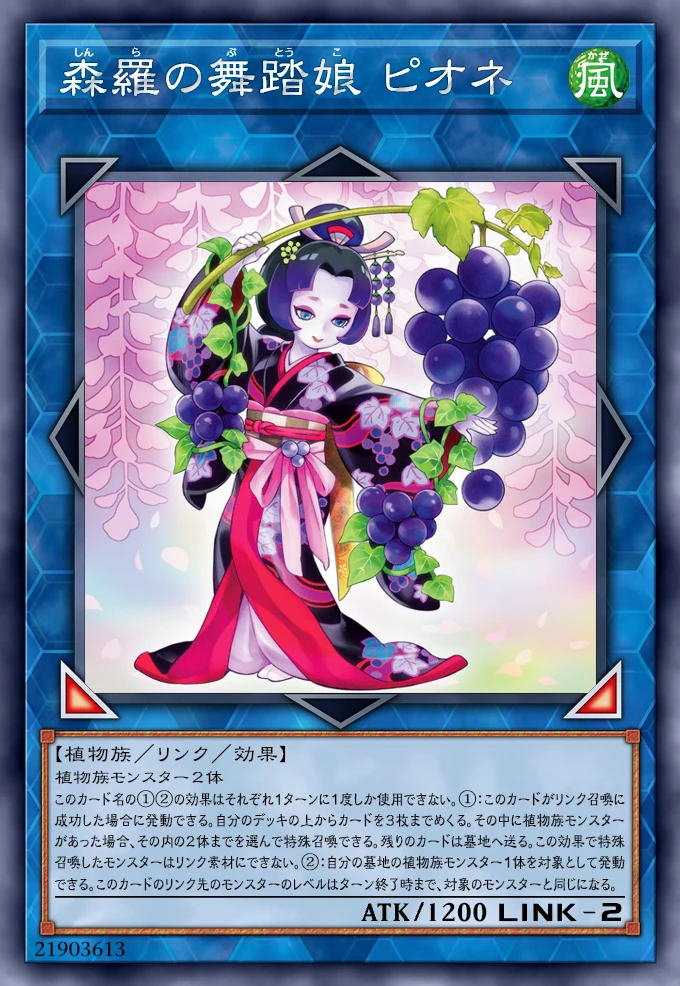 しんらぶとうこ
森羅の舞踏娘 ピオネ
かぜ
風
【植物族／リンク／効果】
植物族モンスター２体
このカード名の①②の効果はそれぞれ１ターンに１度しか使用できない。①：このカードがリンク召喚に
成功した場合に発動できる。自分のデッキの上からカードを３枚までめくる。その中に植物族モンスター
があった場合、その内の２体までを選んで特殊召喚できる。残りのカードは墓地へ送る。この効果で特殊
召喚したモンスターはリンク素材にできない。②：自分の墓地の植物族モンスター１体を対象として発動
できる。このカードのリンク先のモンスターのレベルはターン終了時まで、対象のモンスターと同じになる。
ATK/1200 LINK-2
21903613